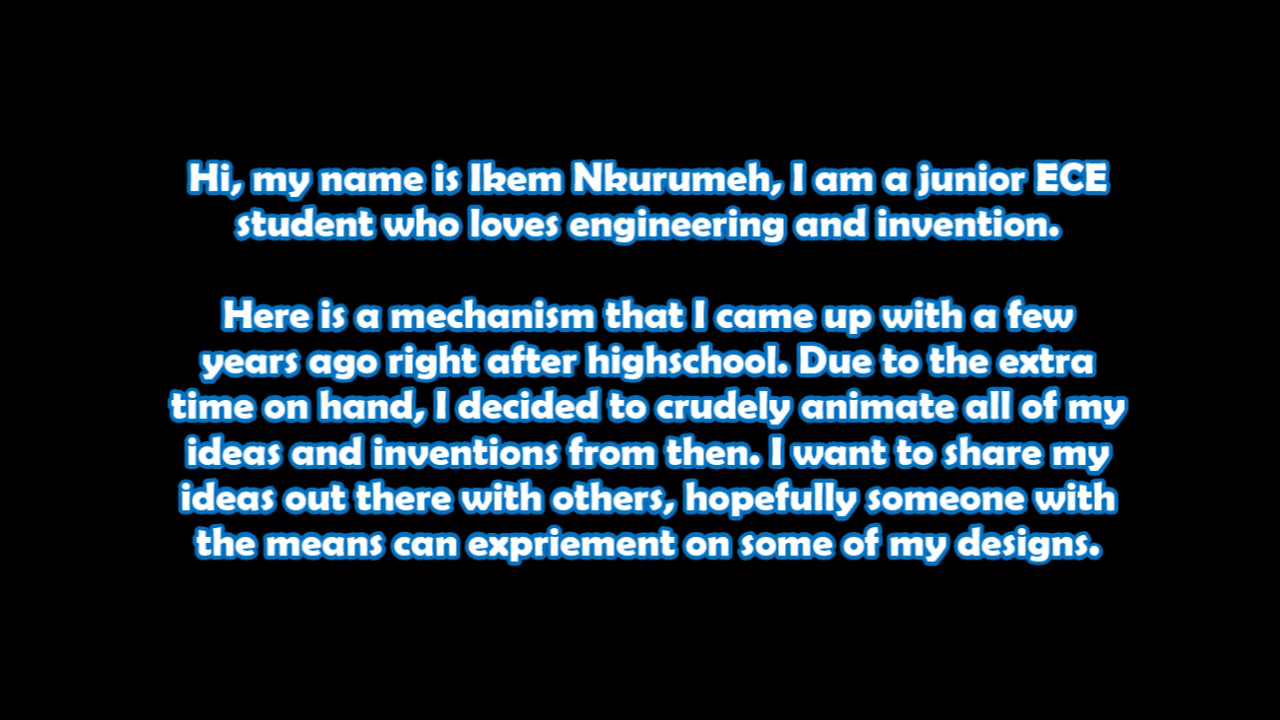 Hi, my name is Ikem Nkurumeh, I am a junior ECE
student who loves engineering and invention.
Here is a mechanism that I came up with a few
years ago right after highschool. Due to the extra
time on hand, I decided to crudely animate all of my
ideas and inventions from then. I want to share my
ideas out there with others, hopefully someone with
the means can expriement on some of my designs.